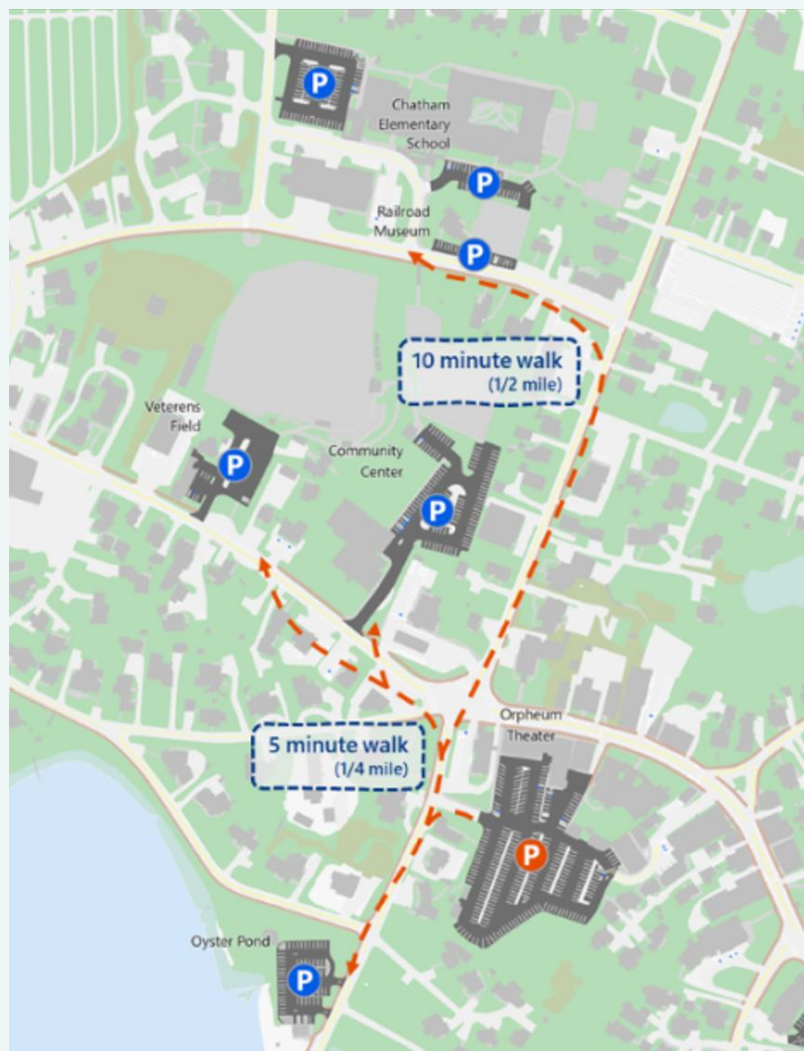 P
Chatham
Elementary
School
P
Railroad
Museum
P
10 minute walk
(1/2 mile)
Veterens
Field
P
Community
Center
P
Orpheum
Theater
5 minute walk
(1/4 mile)
P
Oyster Pond
P